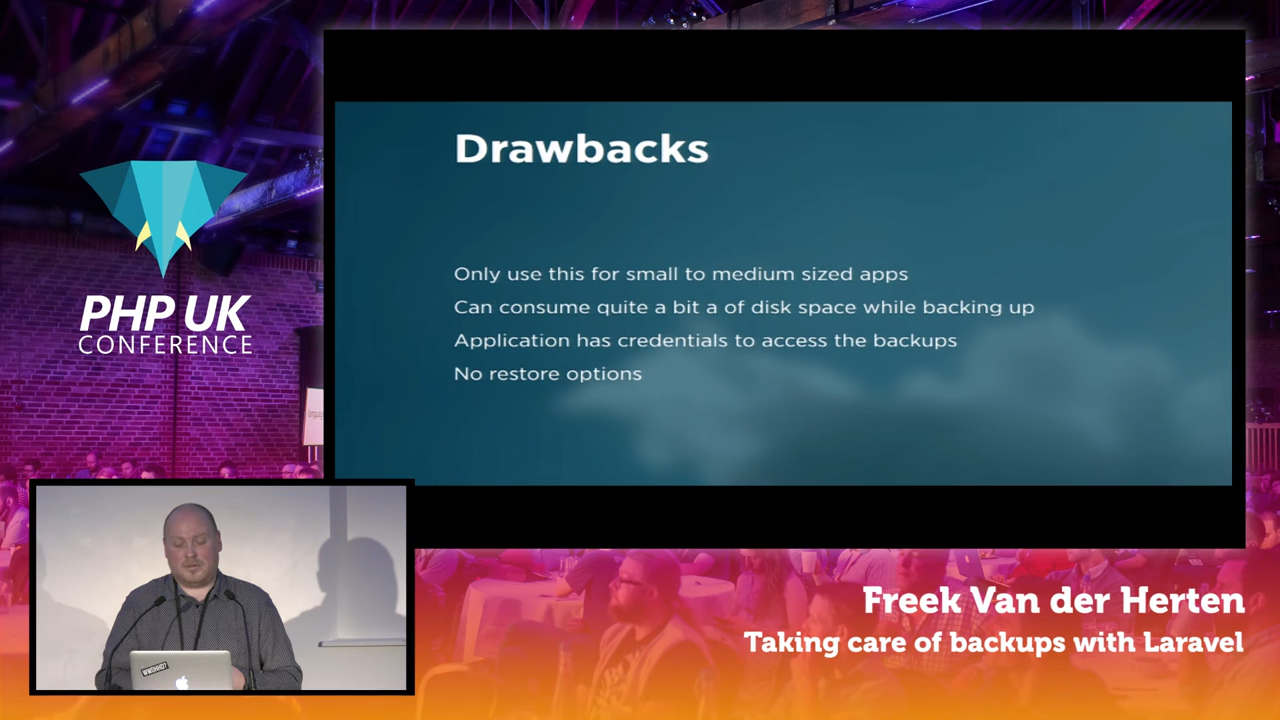 Drawbacks
Only use this for small to medium sized apps
Can consume quite a bit a of disk space while backing up
Application has credentials to access the backups
No restore options
PHP UK
CONFERENCE
Freek Van der Herten
Taking care of backups with Laravel